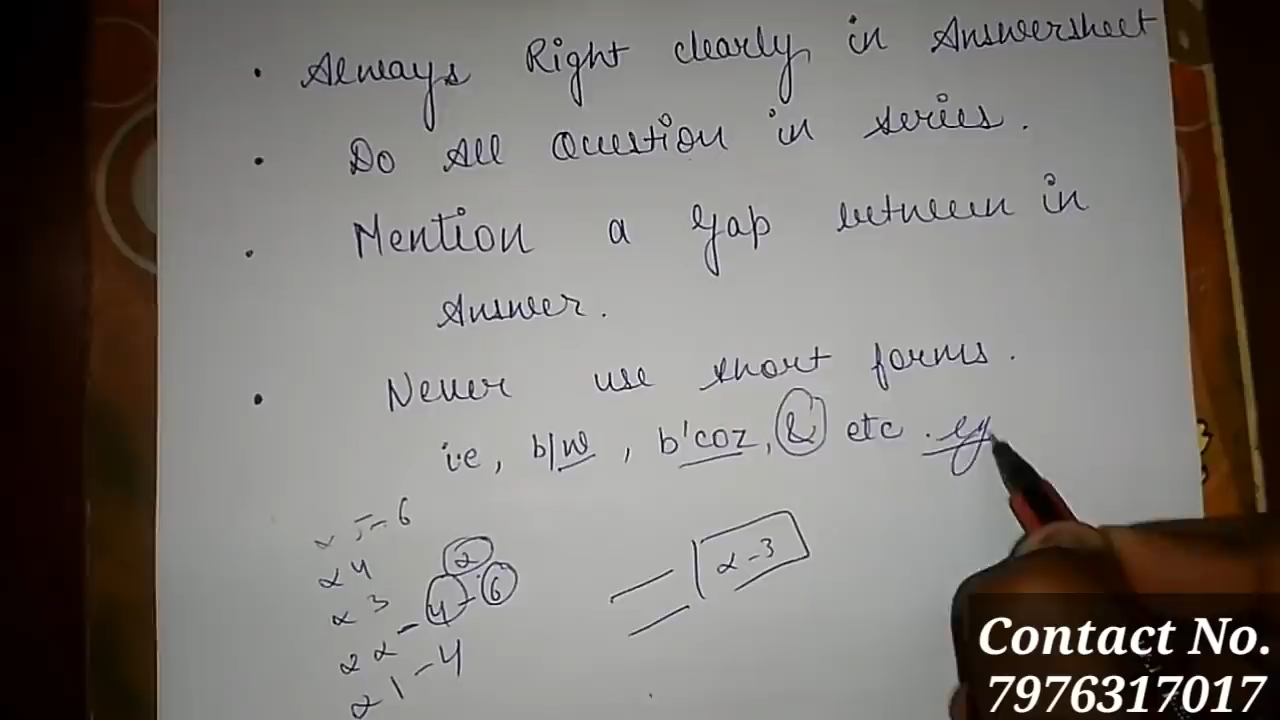 • Always Right clearly in Answersheet
• Do All Question in series.
• Mention a gap between in
Answer.
• Never use short forms.
i.e, b/w, b'coz, & etc.
5-6
4
3
2
4-6
2
1-4
-3
Contact No.
7976317017